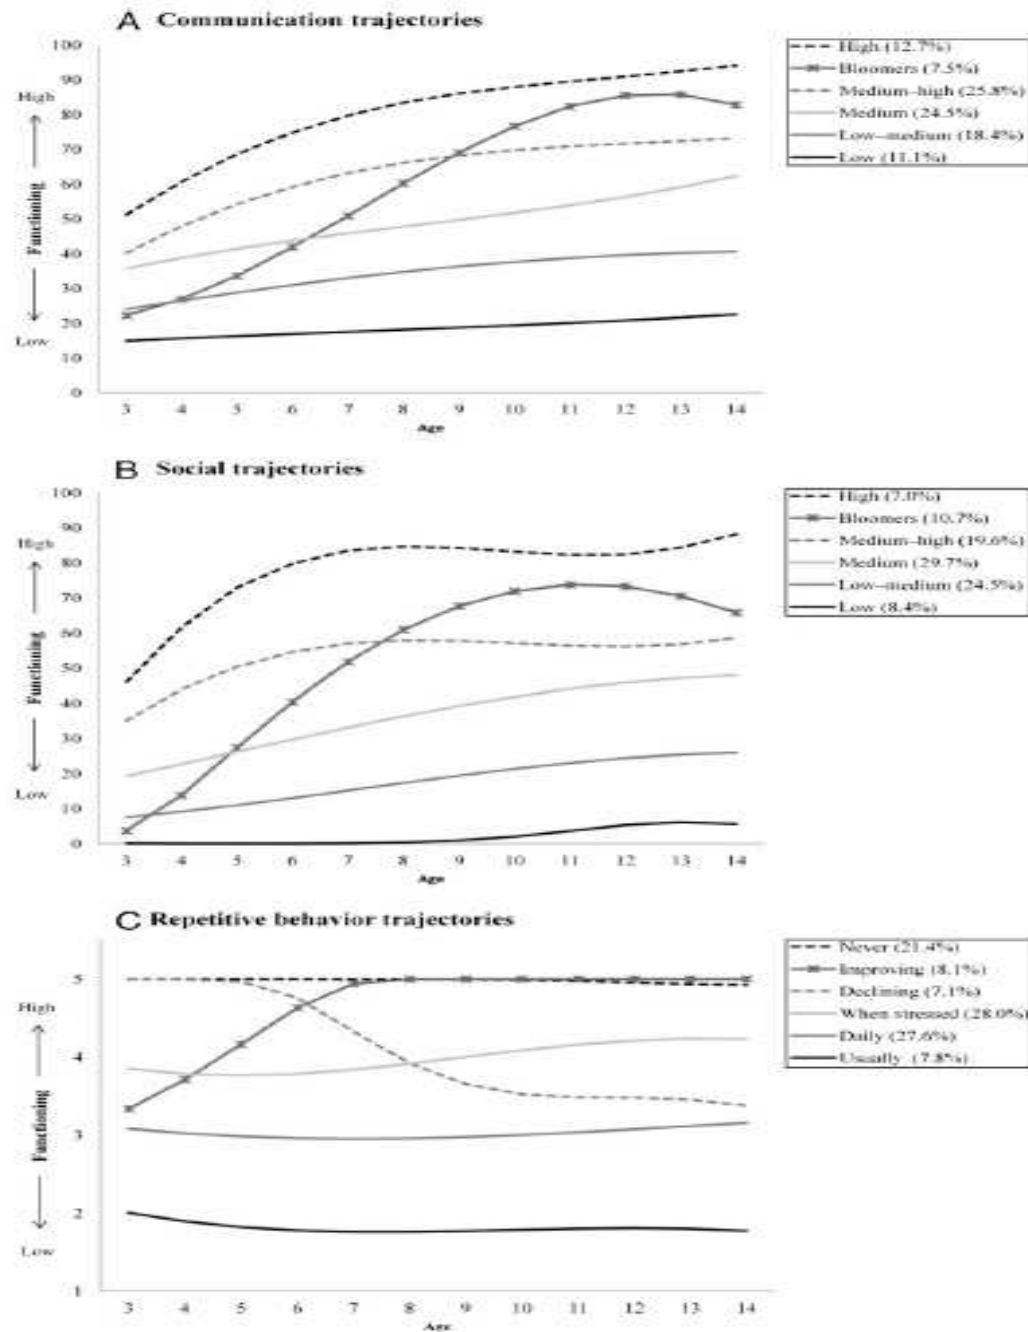 A Communication trajectories
100
90
80
70
60
50
40
30
20
10
0
High
Functioning
Low
3 4 5 6 7 8 9 10 11 12 13 14
Age
High (12.7%)
Bloomers (7.5%)
Medium–high (25.8%)
Medium (24.5%)
Low–medium (18.4%)
Low (11.1%)
B Social trajectories
100
90
80
70
60
50
40
30
20
10
0
High
Functioning
Low
3 4 5 6 7 8 9 10 11 12 13 14
Age
High (7.0%)
Bloomers (10.7%)
Medium–high (19.6%)
Medium (29.7%)
Low–medium (24.5%)
Low (8.4%)
C Repetitive behavior trajectories
5
4
3
2
1
High
Functioning
Low
3 4 5 6 7 8 9 10 11 12 13 14
Age
Never (21.4%)
Improving (8.1%)
Declining (7.1%)
When stressed (28.0%)
Daily (27.6%)
Usually (7.8%)